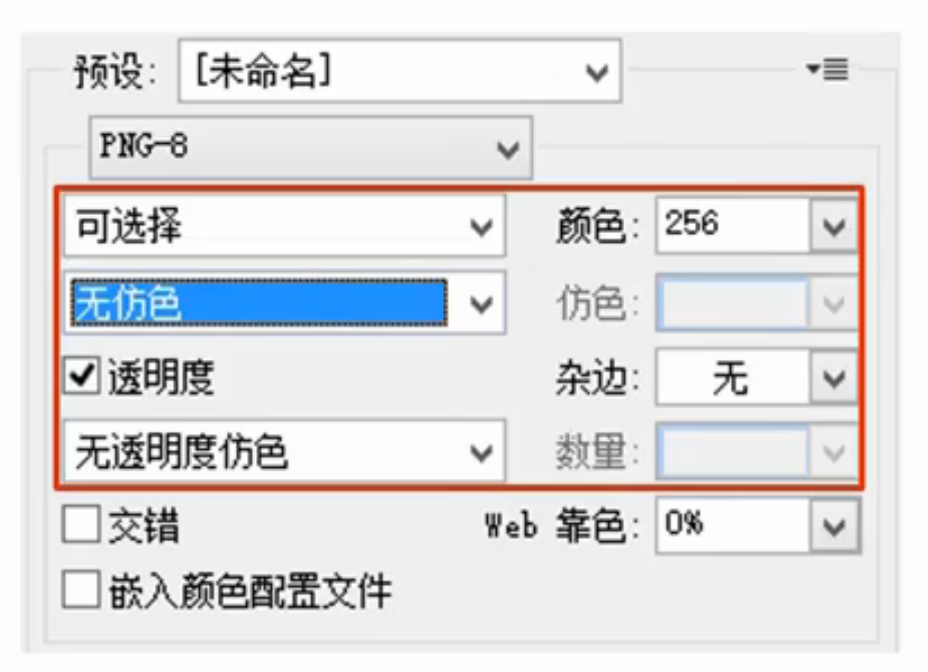 预设: [未命名]
PNG-8
可选择 颜色: 256
无仿色 仿色:
透明度 杂边: 无
无透明度仿色 数量:
交错 Web 靠色: 0%
嵌入颜色配置文件